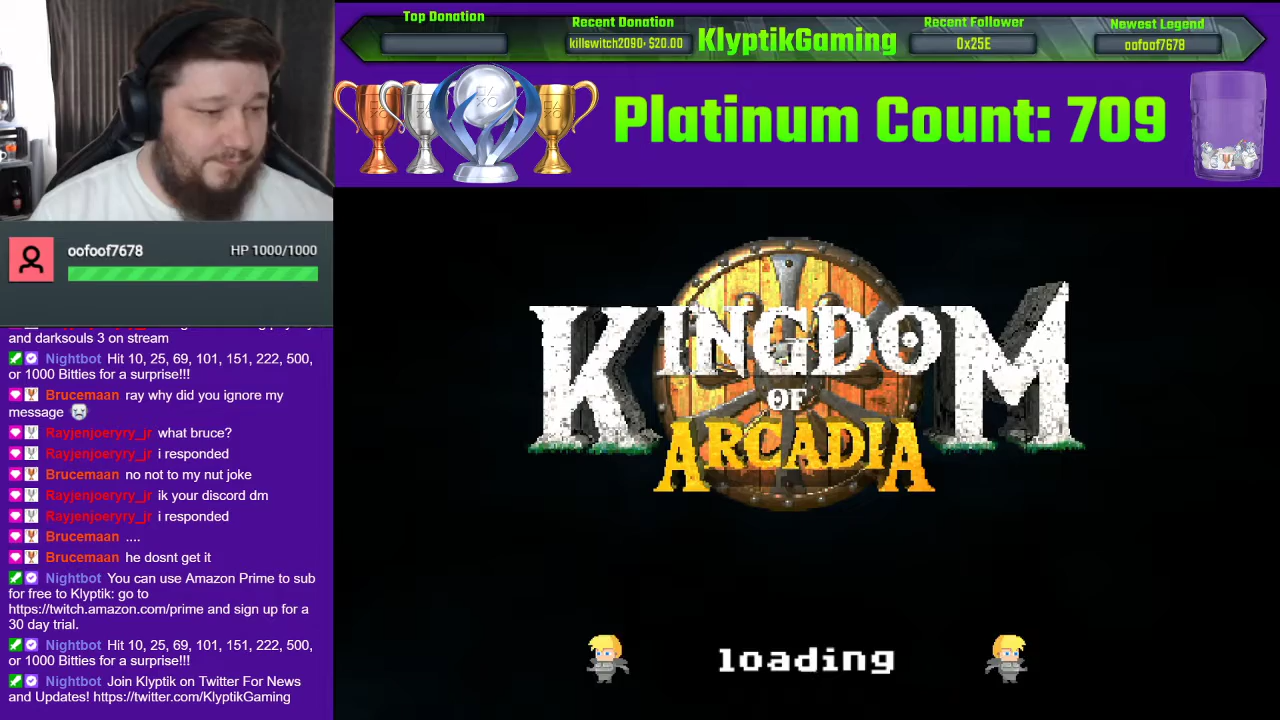 Top Donation
Recent Donation
killswitch2090: $20.00
KlyptikGaming
Recent Follower
0x25E
Newest Legend
oofoof7678
Platinum Count: 709
oofoof7678
HP 1000/1000
and darksouls 3 on stream
Nightbot Hit 10, 25, 69, 101, 151, 222, 500,
or 1000 Bitties for a surprise!!!
Brucemaan ray why did you ignore my
message
Rayjenjoeryry_jr what bruce?
Rayjenjoeryry_jr i responded
Brucemaan no not to my nut joke
Rayjenjoeryry_jr ik your discord dm
Rayjenjoeryry_jr i responded
Brucemaan ....
Brucemaan he dosnt get it
Nightbot You can use Amazon Prime to sub
for free to Klyptik: go to
https://twitch.amazon.com/prime and sign up for a
30 day trial.
Nightbot Hit 10, 25, 69, 101, 151, 222, 500,
or 1000 Bitties for a surprise!!!
Nightbot Join Klyptik on Twitter For News
and Updates! https://twitter.com/KlyptikGaming
KINGDOM
OF
ARCADIA
loading